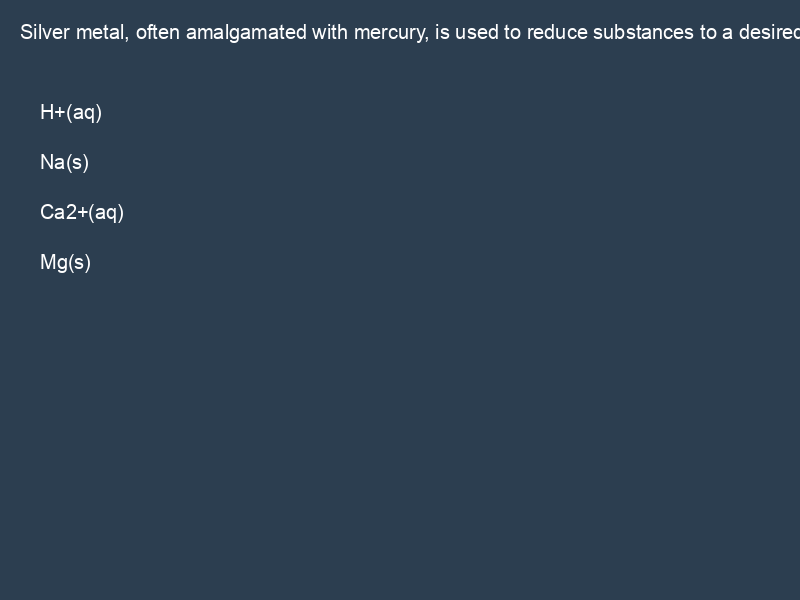 Silver metal, often amalgamated with mercury, is used to reduce substances to a desired
H+(aq)
Na(s)
Ca2+(aq)
Mg(s)